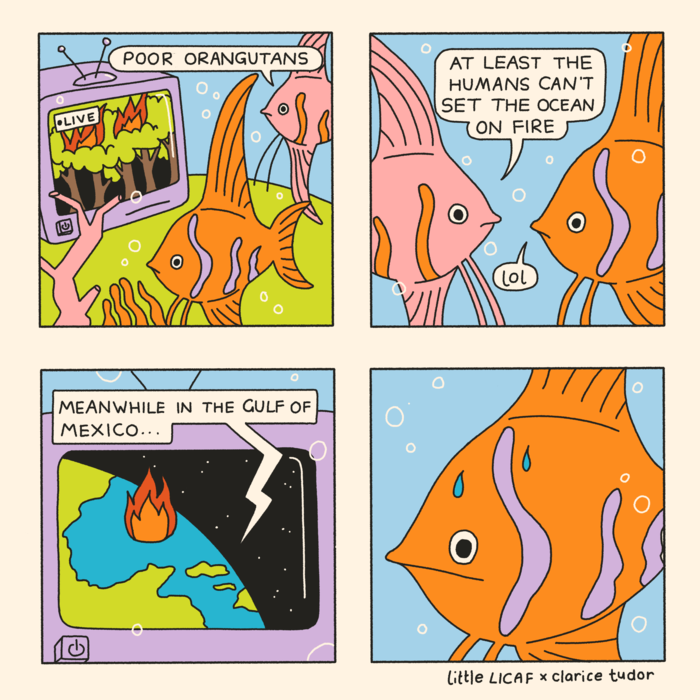 POOR ORANGUTANS
LIVE
AT LEAST THE
HUMANS CAN'T
SET THE OCEAN
ON FIRE
lol
MEANWHILE IN THE GULF OF
MEXICO...
little LICAF x clarice tudor